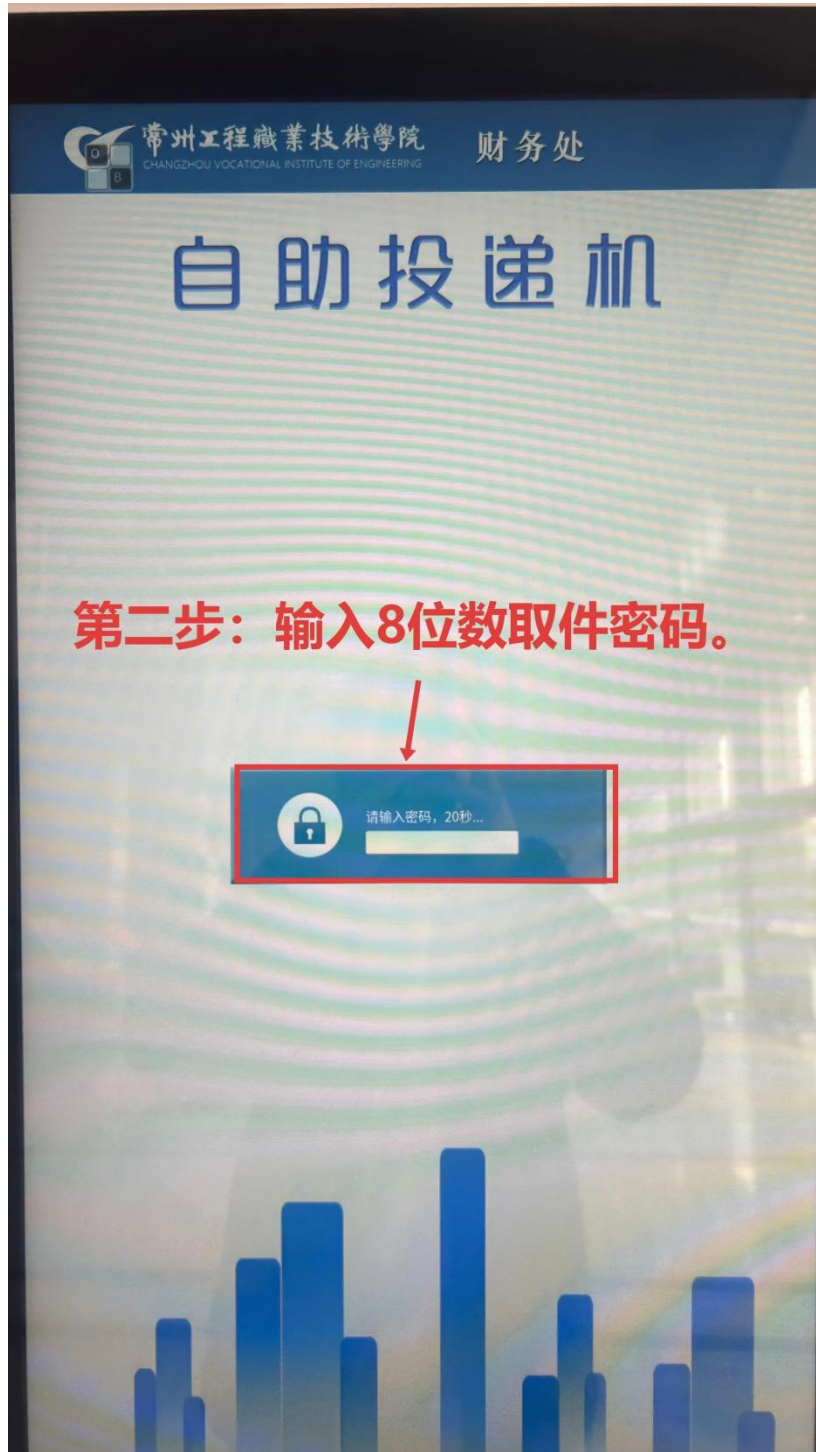 常州工程職業技術學院
CHANGZHOU VOCATIONAL INSTITUTE OF ENGINEERING
财务处
O
B
自助投递机
第二步：输入8位数取件密码。
请输入密码，20秒...